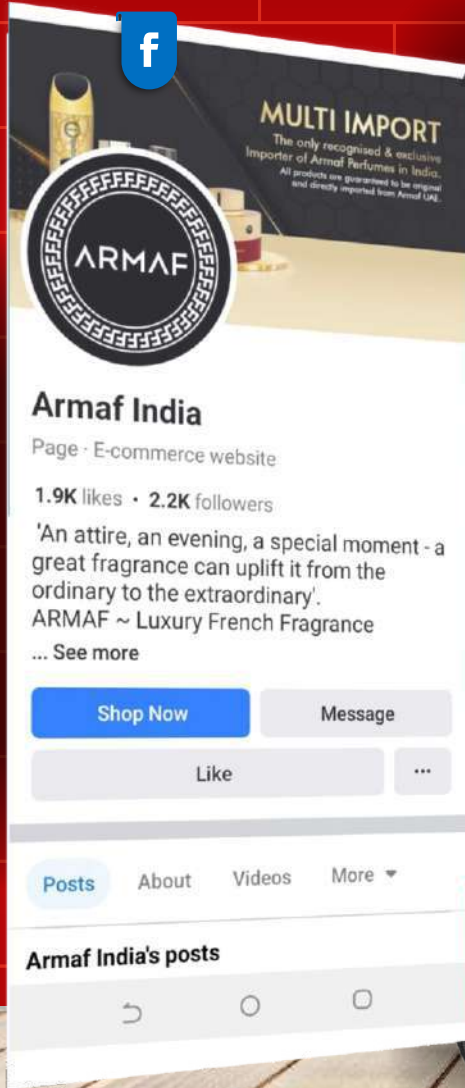 f
MULTI IMPORT
The only recognised & exclusive
Importer of Armaf Perfumes in India.
All products are guaranteed to be original
and directly imported from Armaf UAE.
ARMAF
Armaf India
Page · E-commerce website
1.9K likes • 2.2K followers
'An attire, an evening, a special moment - a
great fragrance can uplift it from the
ordinary to the extraordinary'.
ARMAF ~ Luxury French Fragrance
... See more
Shop Now
Message
Like
...
Posts
About
Videos
More
Armaf India's posts